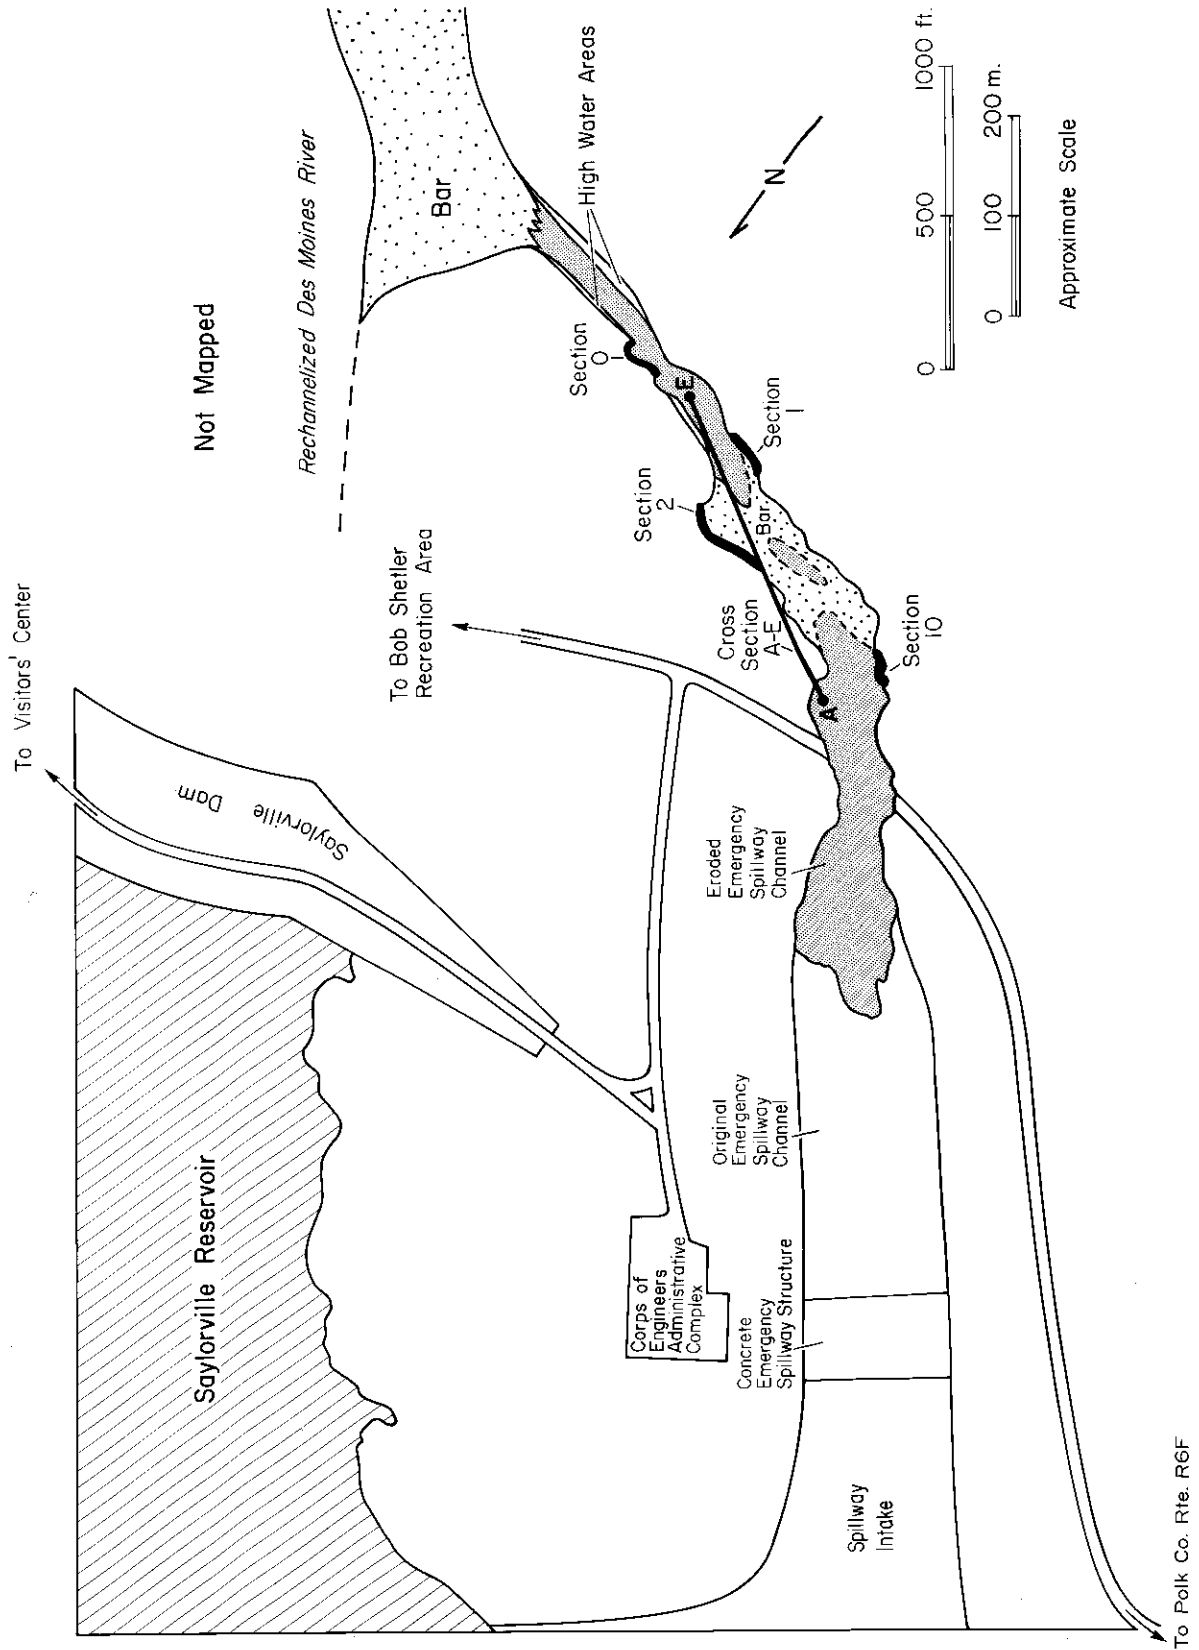 To Visitors' Center
Saylorville Reservoir
Saylorville Dam
Not Mapped
Rechannelized Des Moines River
Bar
High Water Areas
To Bob Shetler
Recreation Area
Corps of
Engineers
Administrative
Complex
Section
0
Section
2
Cross
Section
A-E
E
A
Bar
Section
1
Section
10
Eroded
Emergency
Spillway
Channel
Original
Emergency
Spillway
Channel
Concrete
Emergency
Spillway Structure
Spillway
Intake
N
0 500 1000 ft.
0 100 200 m.
Approximate Scale
To Polk Co. Rte. R6F